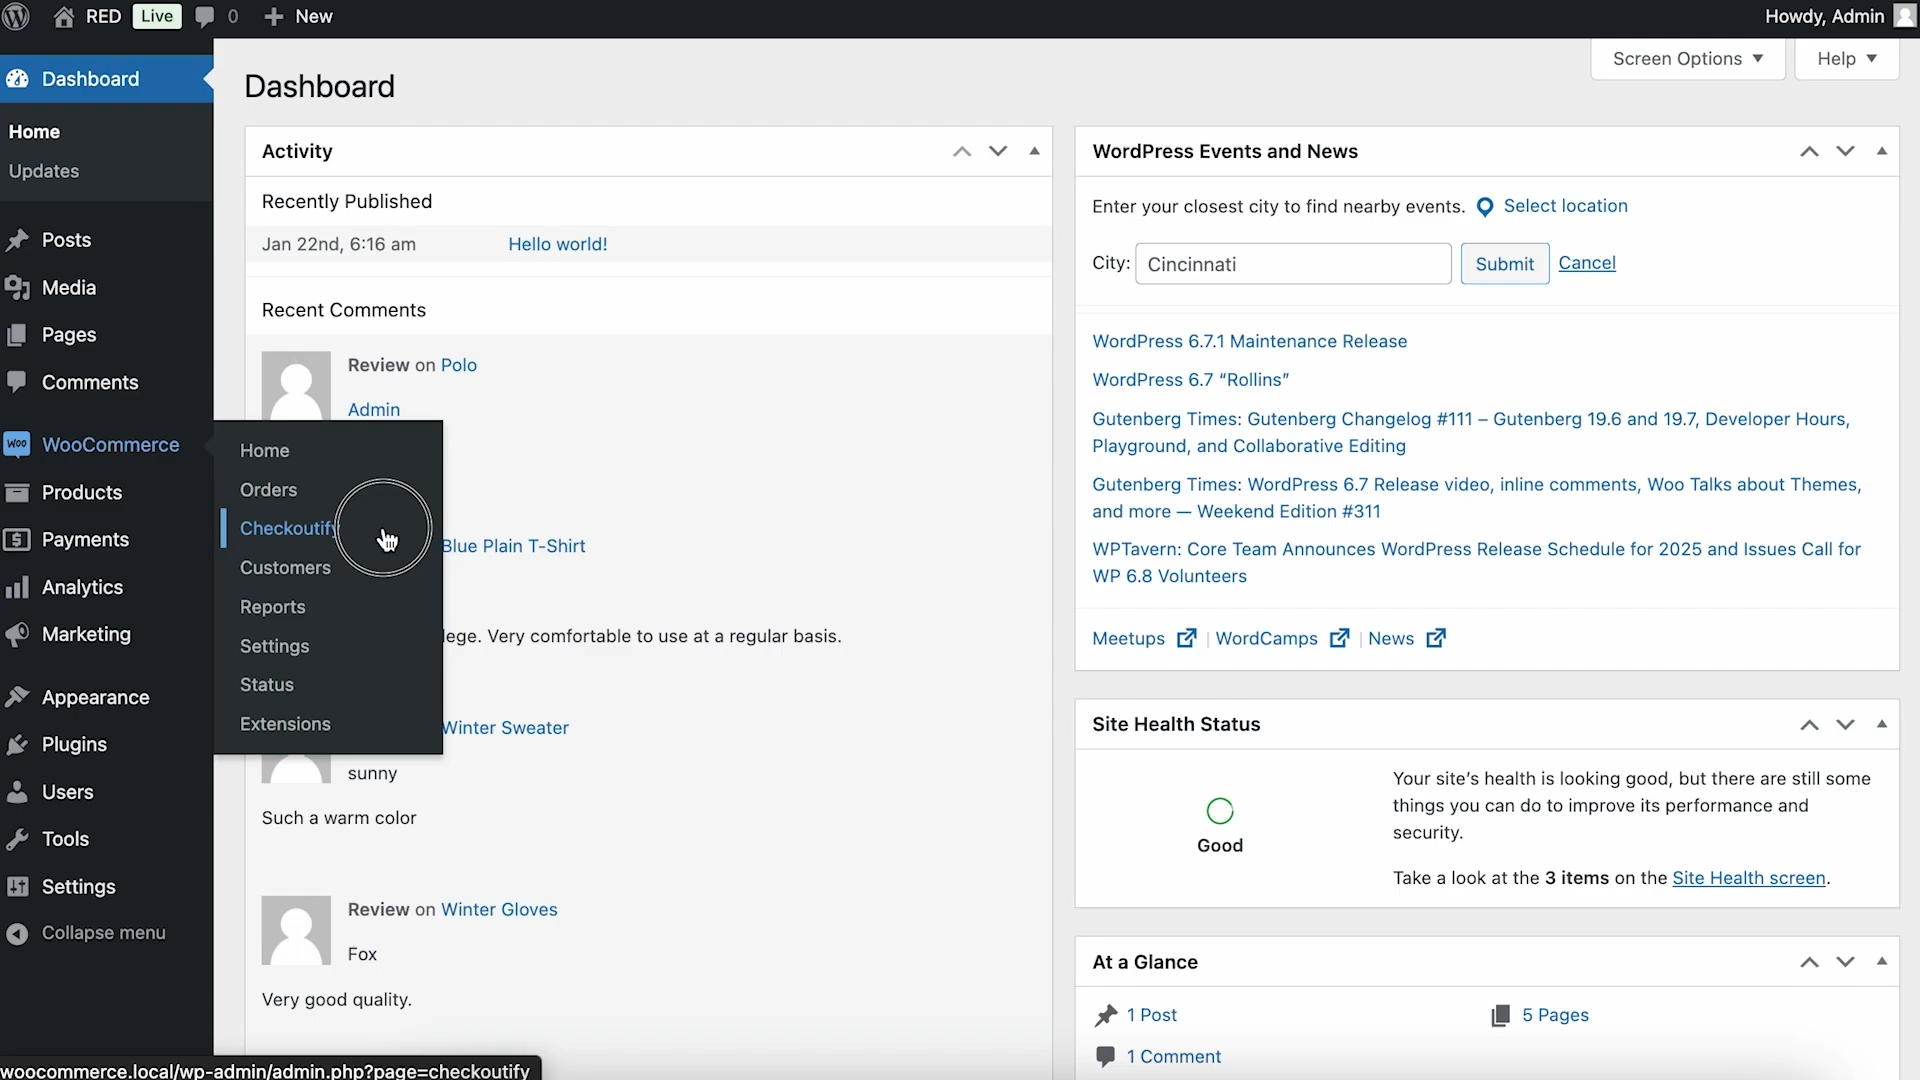 RED Live 0 New
Howdy, Admin
Screen Options
Help
Dashboard
Home
Updates
Posts
Media
Pages
Comments
WooCommerce
Products
Payments
Analytics
Marketing
Appearance
Plugins
Users
Tools
Settings
Collapse menu
Home
Orders
Checkoutify
Customers
Reports
Settings
Status
Extensions
Dashboard
Activity
Recently Published
Jan 22nd, 6:16 am Hello world!
Recent Comments
Review on Polo
Admin
Blue Plain T-Shirt
lege. Very comfortable to use at a regular basis.
Winter Sweater
sunny
Such a warm color
Review on Winter Gloves
Fox
Very good quality.
WordPress Events and News
Enter your closest city to find nearby events. Select location
City: Cincinnati Submit Cancel
WordPress 6.7.1 Maintenance Release
WordPress 6.7 “Rollins”
Gutenberg Times: Gutenberg Changelog #111 – Gutenberg 19.6 and 19.7, Developer Hours,
Playground, and Collaborative Editing
Gutenberg Times: WordPress 6.7 Release video, inline comments, Woo Talks about Themes,
and more — Weekend Edition #311
WPTavern: Core Team Announces WordPress Release Schedule for 2025 and Issues Call for
WP 6.8 Volunteers
Meetups | WordCamps | News
Site Health Status
Good
Your site’s health is looking good, but there are still some
things you can do to improve its performance and
security.
Take a look at the 3 items on the Site Health screen.
At a Glance
1 Post
5 Pages
1 Comment
woocommerce.local/wp-admin/admin.php?page=checkoutify